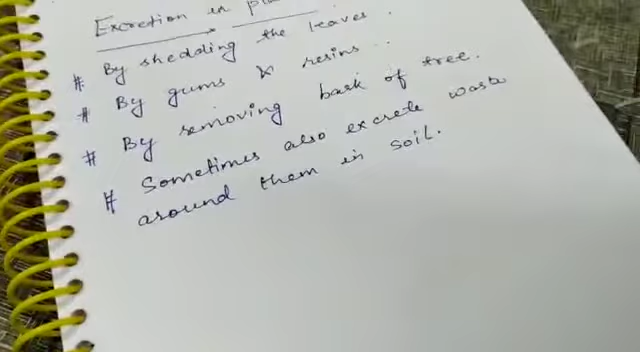 Excretion in
# By shedding the leaves.
# By gums & resins..
# By removing bark of tree.
# Sometimes also excrete waste
around them in soil.